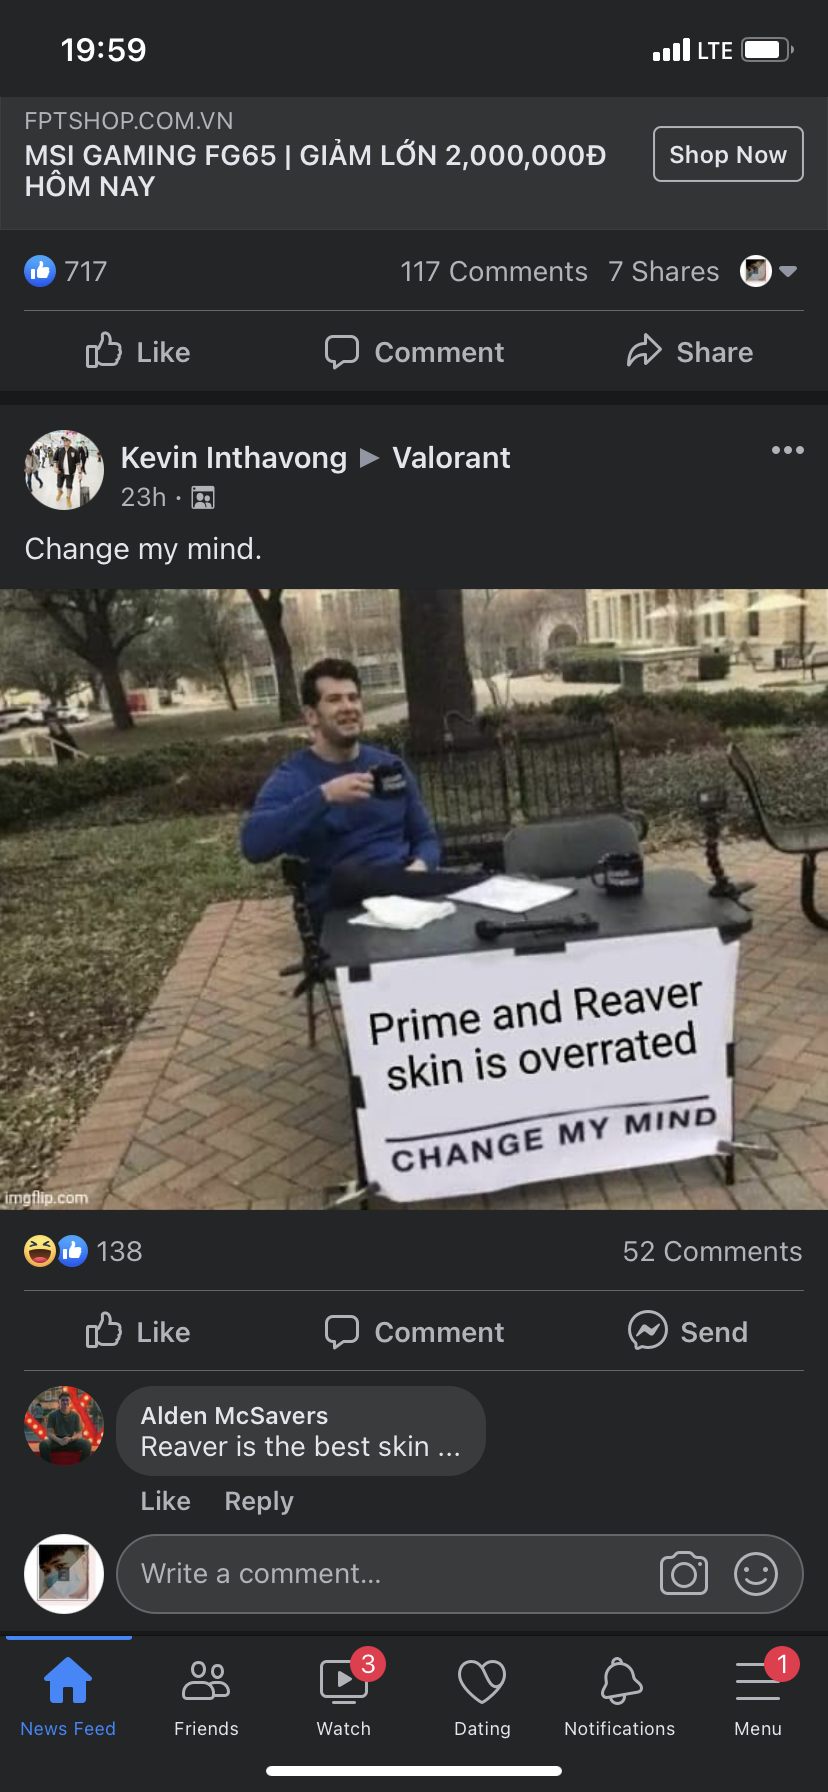 19:59
LTE
FPTSHOP.COM.VN
MSI GAMING FG65 | GIẢM LỚN 2,000,000Đ
HÔM NAY
Shop Now
717
117 Comments 7 Shares
Like Comment Share
Kevin Inthavong ▶ Valorant
23h ·
Change my mind.
Prime and Reaver
skin is overrated
CHANGE MY MIND
imgflip.com
138
52 Comments
Like Comment Send
Alden McSavers
Reaver is the best skin ...
Like Reply
Write a comment...
3
1
News Feed Friends Watch Dating Notifications Menu